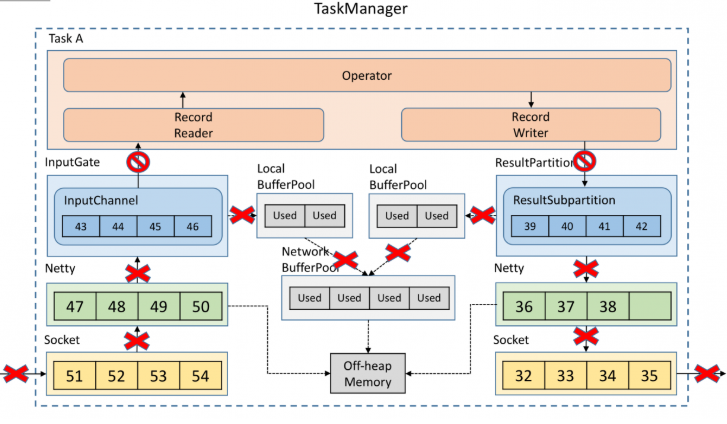 TaskManager
Task A
Operator
Record
Reader
Record
Writer
InputGate
InputChannel
43 44 45 46
Local
BufferPool
Used Used
Local
BufferPool
Used Used
ResultPartition
ResultSubpartition
39 40 41 42
Network
BufferPool
Used Used Used Used
Netty
47 48 49 50
Netty
36 37 38
Socket
51 52 53 54
Off-heap
Memory
Socket
32 33 34 35